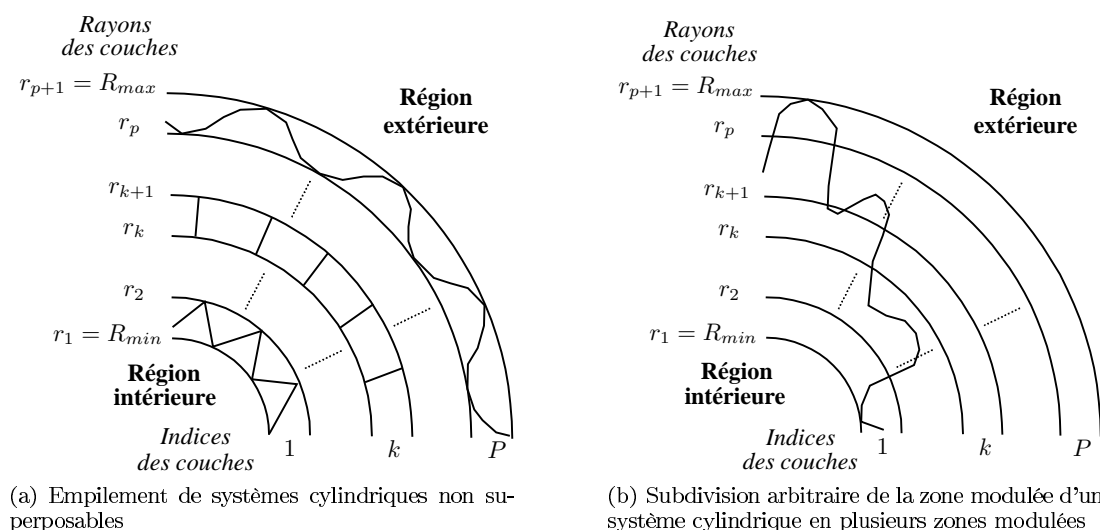 Rayons
des couches
r_{p+1} = R_{max}
r_p
r_{k+1}
r_k
r_2
r_1 = R_{min}
Région
extérieure
Région
intérieure
Indices
des couches
1
k
P
(a) Empilement de systèmes cylindriques non su-
perposables
Rayons
des couches
r_{p+1} = R_{max}
r_p
r_{k+1}
r_k
r_2
r_1 = R_{min}
Région
extérieure
Région
intérieure
Indices
des couches
1
k
P
(b) Subdivision arbitraire de la zone modulée d'un
système cylindrique en plusieurs zones modulées